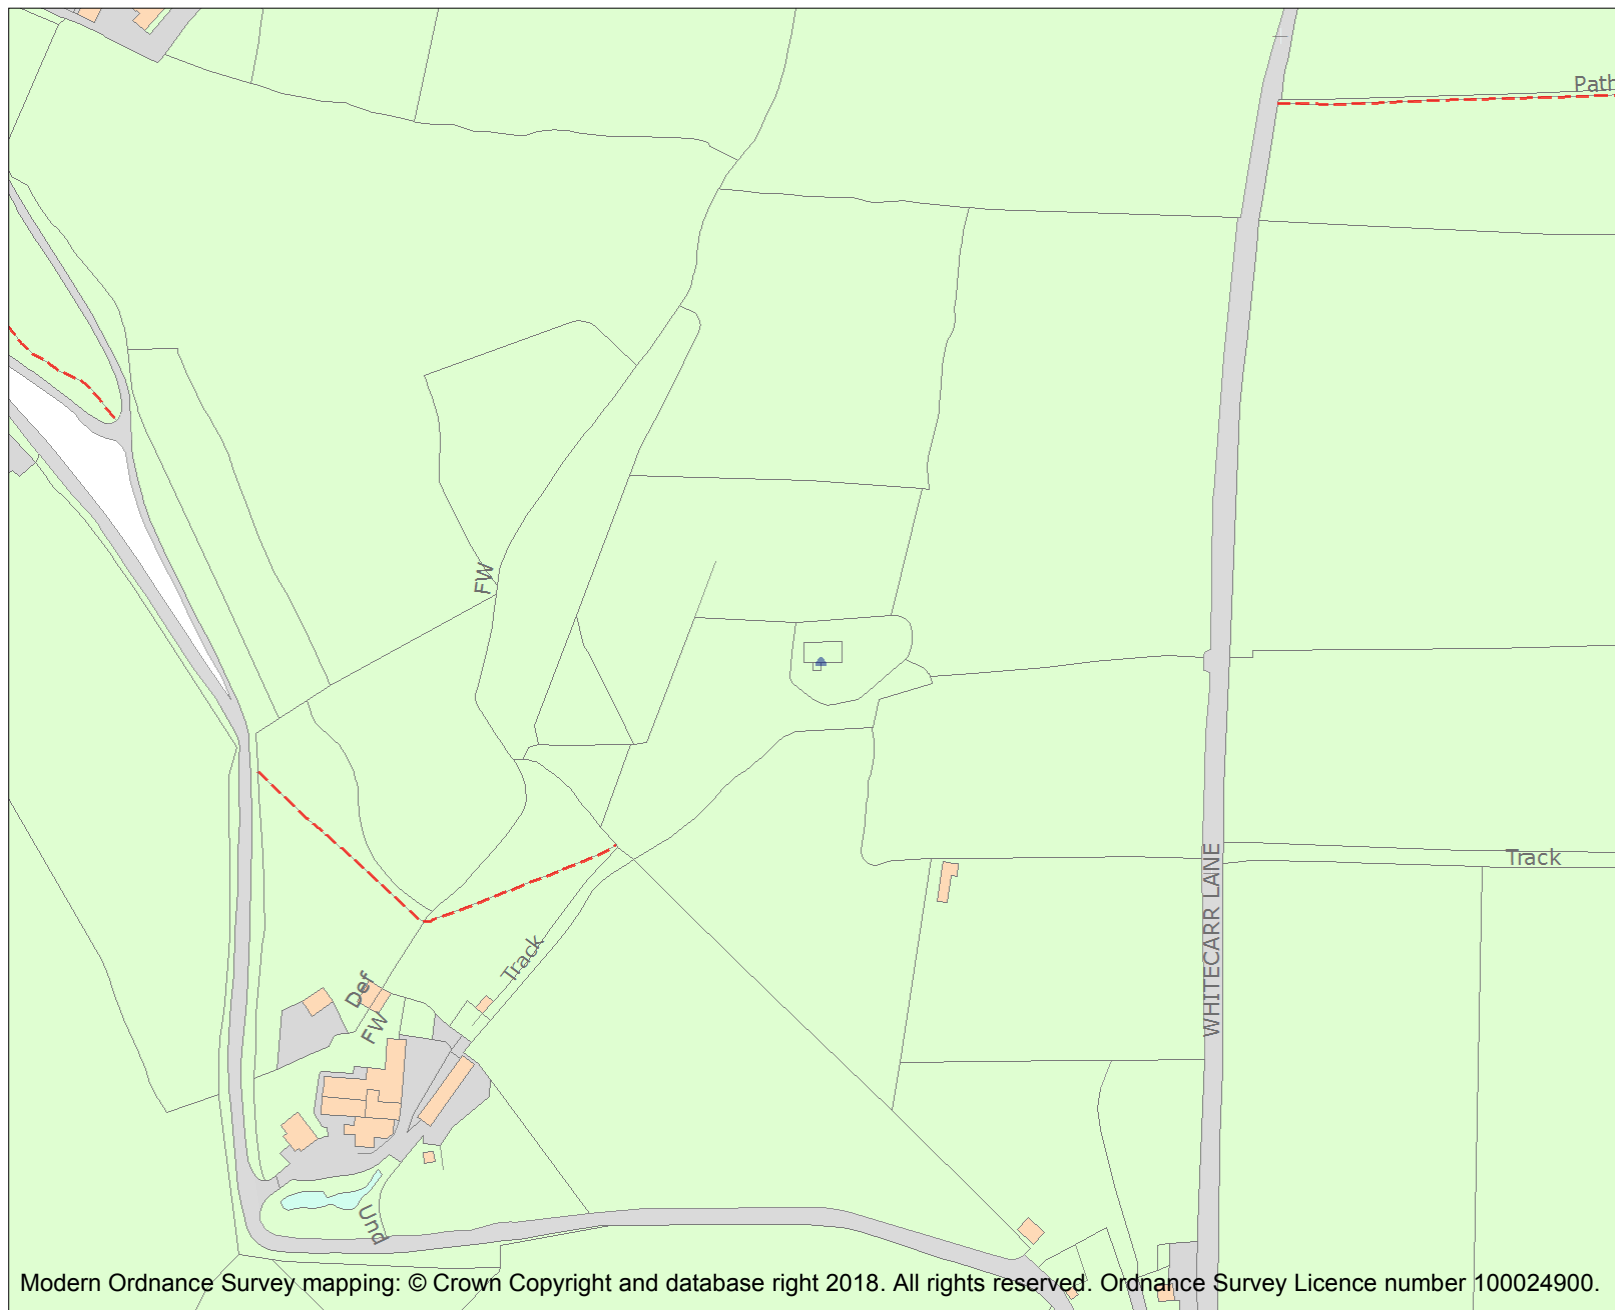 Path
FW
Track
WHITECARR LANE
Track
Def
FW
Und
Modern Ordnance Survey mapping: © Crown Copyright and database right 2018. All rights reserved. Ordnance Survey Licence number 100024900.